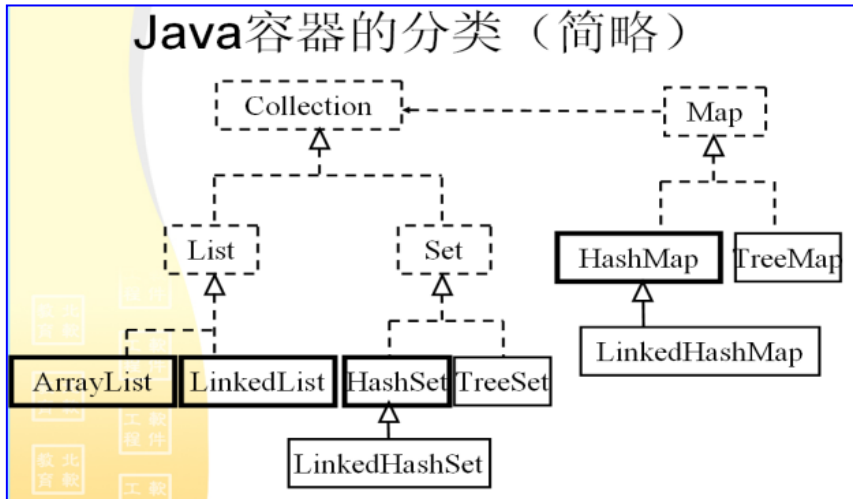 Java容器的分类（简略）
Collection
Map
List
Set
HashMap
TreeMap
LinkedHashMap
ArrayList
LinkedList
HashSet
TreeSet
LinkedHashSet